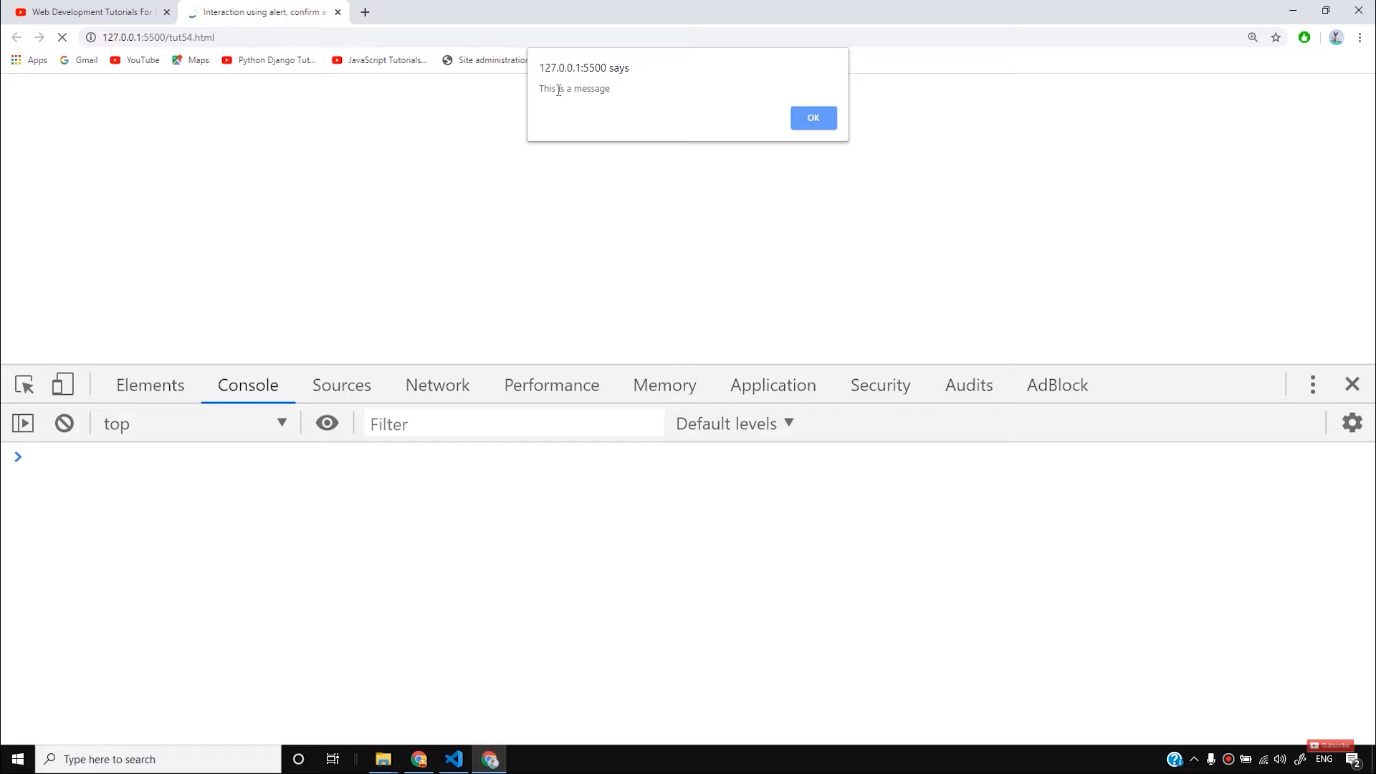 Web Development Tutorials For
Interaction using alert, confirm a
127.0.0.1:5500/tut54.html
Apps
Gmail
YouTube
Maps
Python Django Tut...
JavaScript Tutorials...
Site administration
127.0.0.1:5500 says
This is a message
OK
Elements
Console
Sources
Network
Performance
Memory
Application
Security
Audits
AdBlock
top
Filter
Default levels
Type here to search
Subscribe
ENG
2